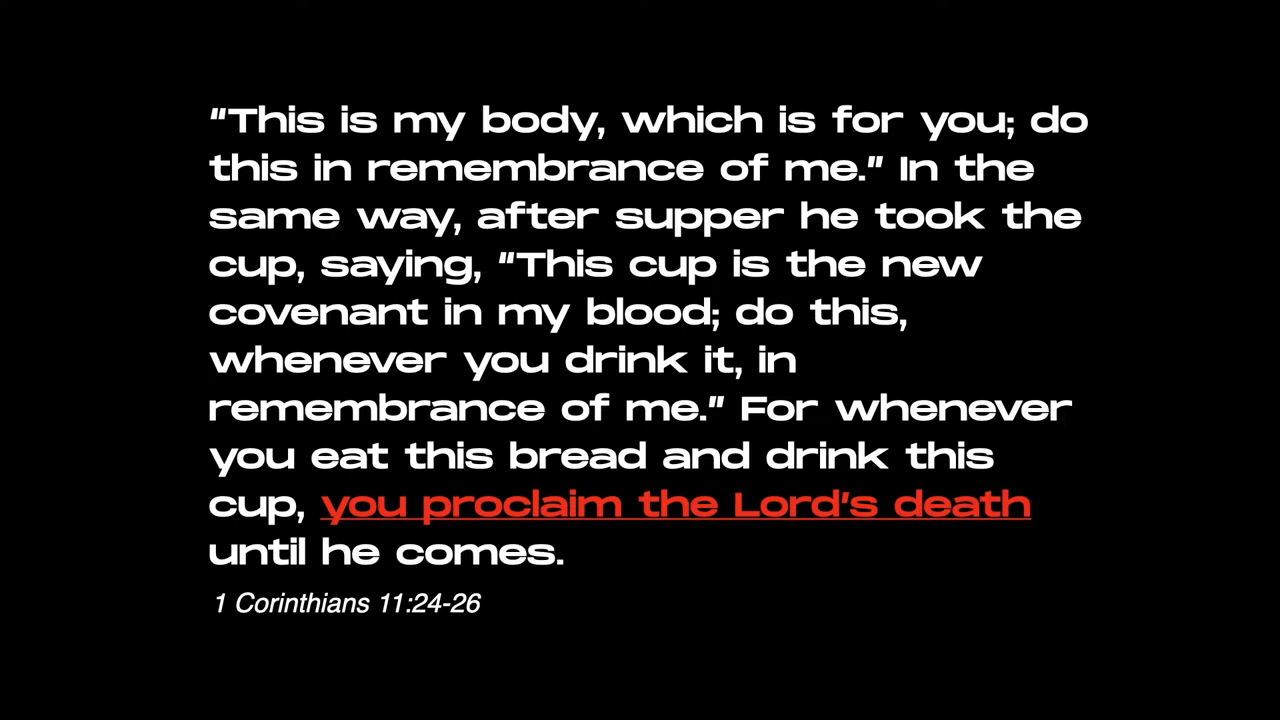 "This is my body, which is for you; do
this in remembrance of me." In the
same way, after supper he took the
cup, saying, "This cup is the new
covenant in my blood; do this,
whenever you drink it, in
remembrance of me." For whenever
you eat this bread and drink this
cup, you proclaim the Lord's death
until he comes.
1 Corinthians 11:24-26